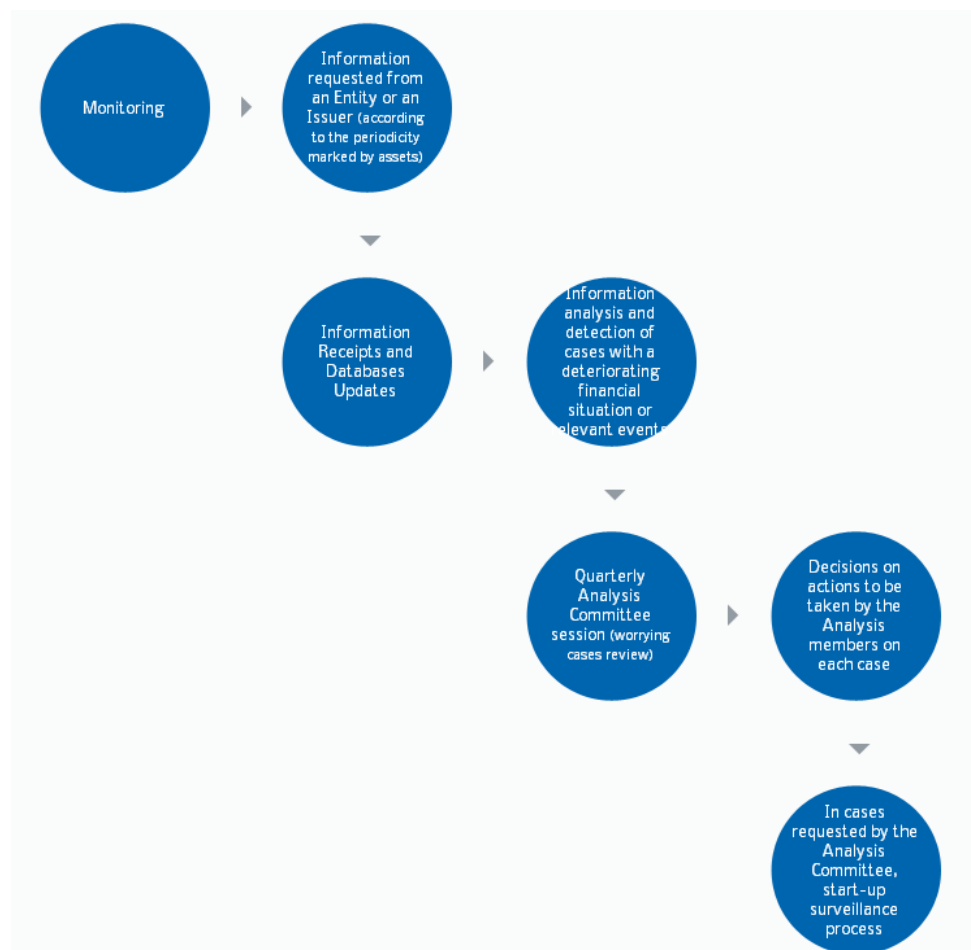 Monitoring
Information
requested from
an Entity or an
Issuer (according
to the periodicity
marked by assets)
Information
Receipts and
Databases
Updates
Information
analysis and
detection of
cases with a
deteriorating
financial
situation or
elevant event
Quarterly
Analysis
Committee
session (worrying
cases review)
Decisions on
actions to be
taken by the
Analysis
members on
each case
In cases
requested by the
Analysis
Committee,
start-up
surveillance
process